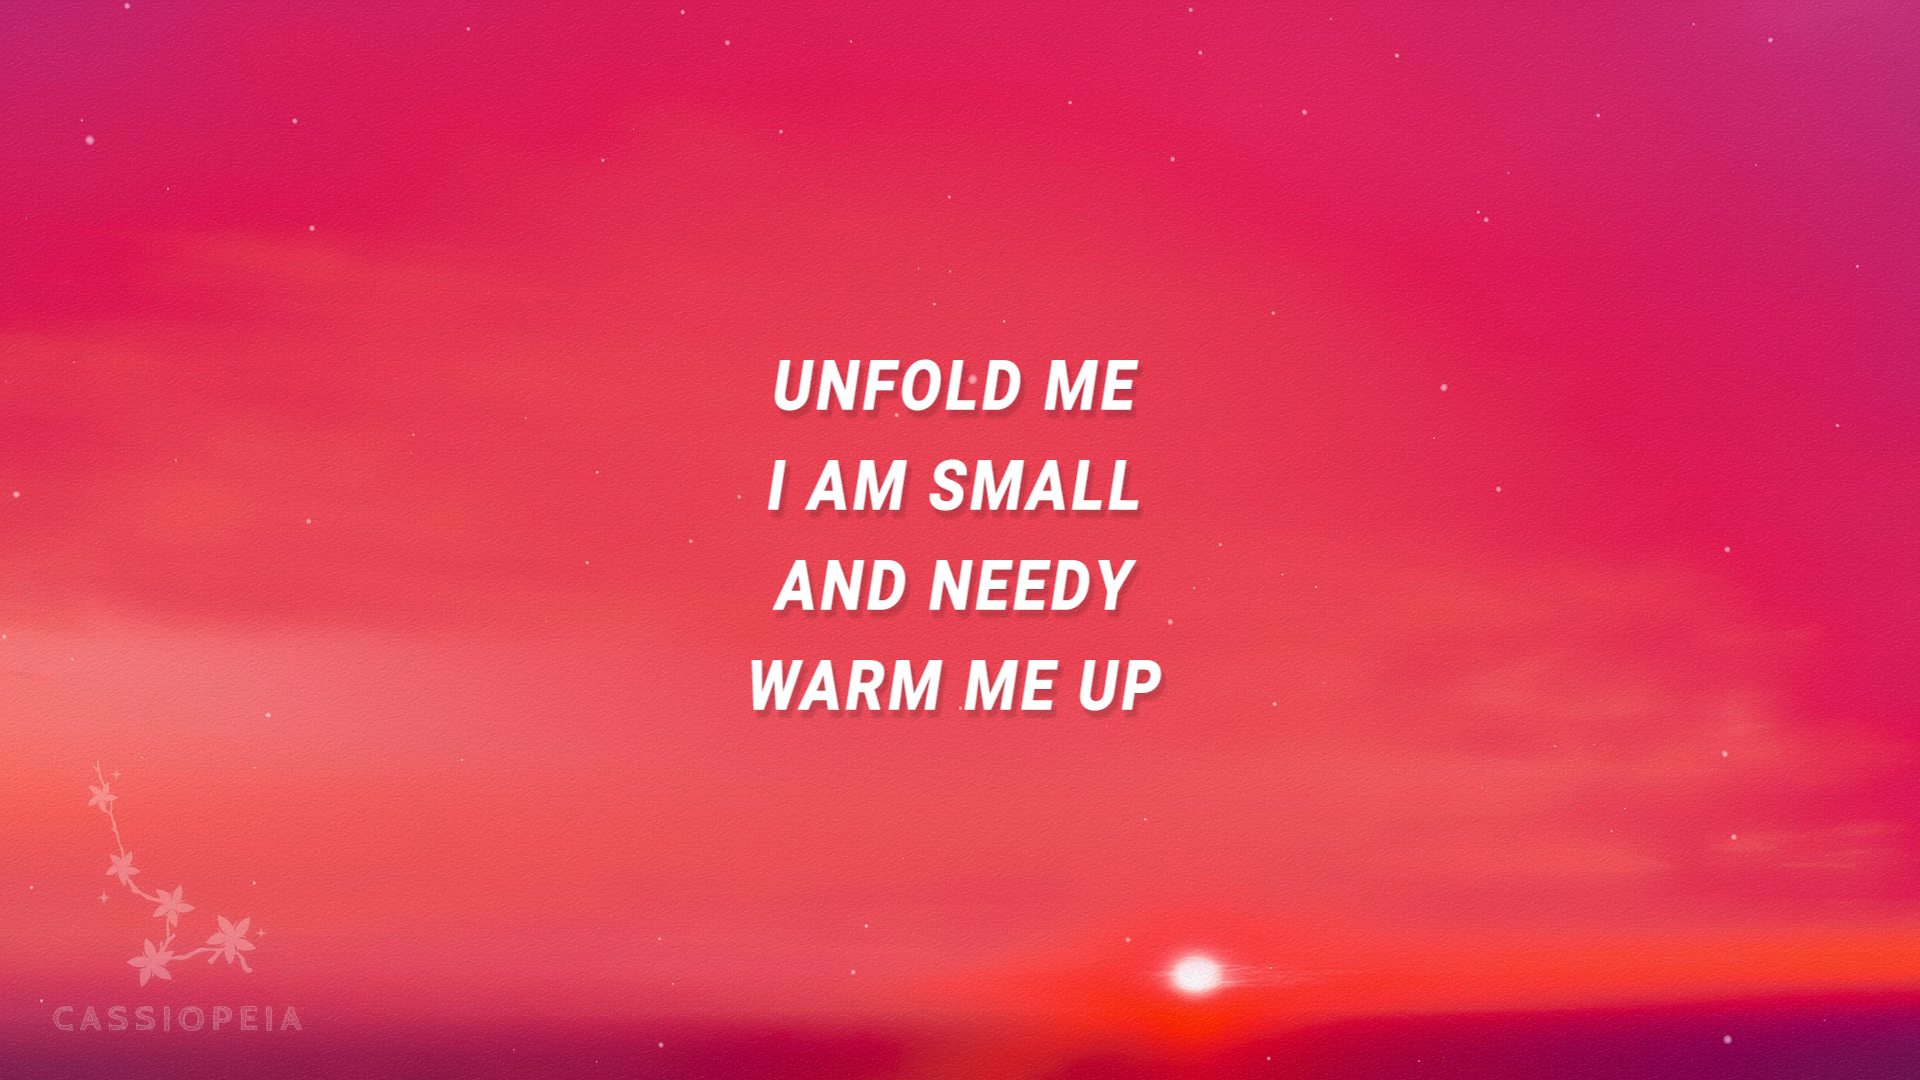 UNFOLD ME
I AM SMALL
AND NEEDY
WARM ME UP
CASSIOPEIA